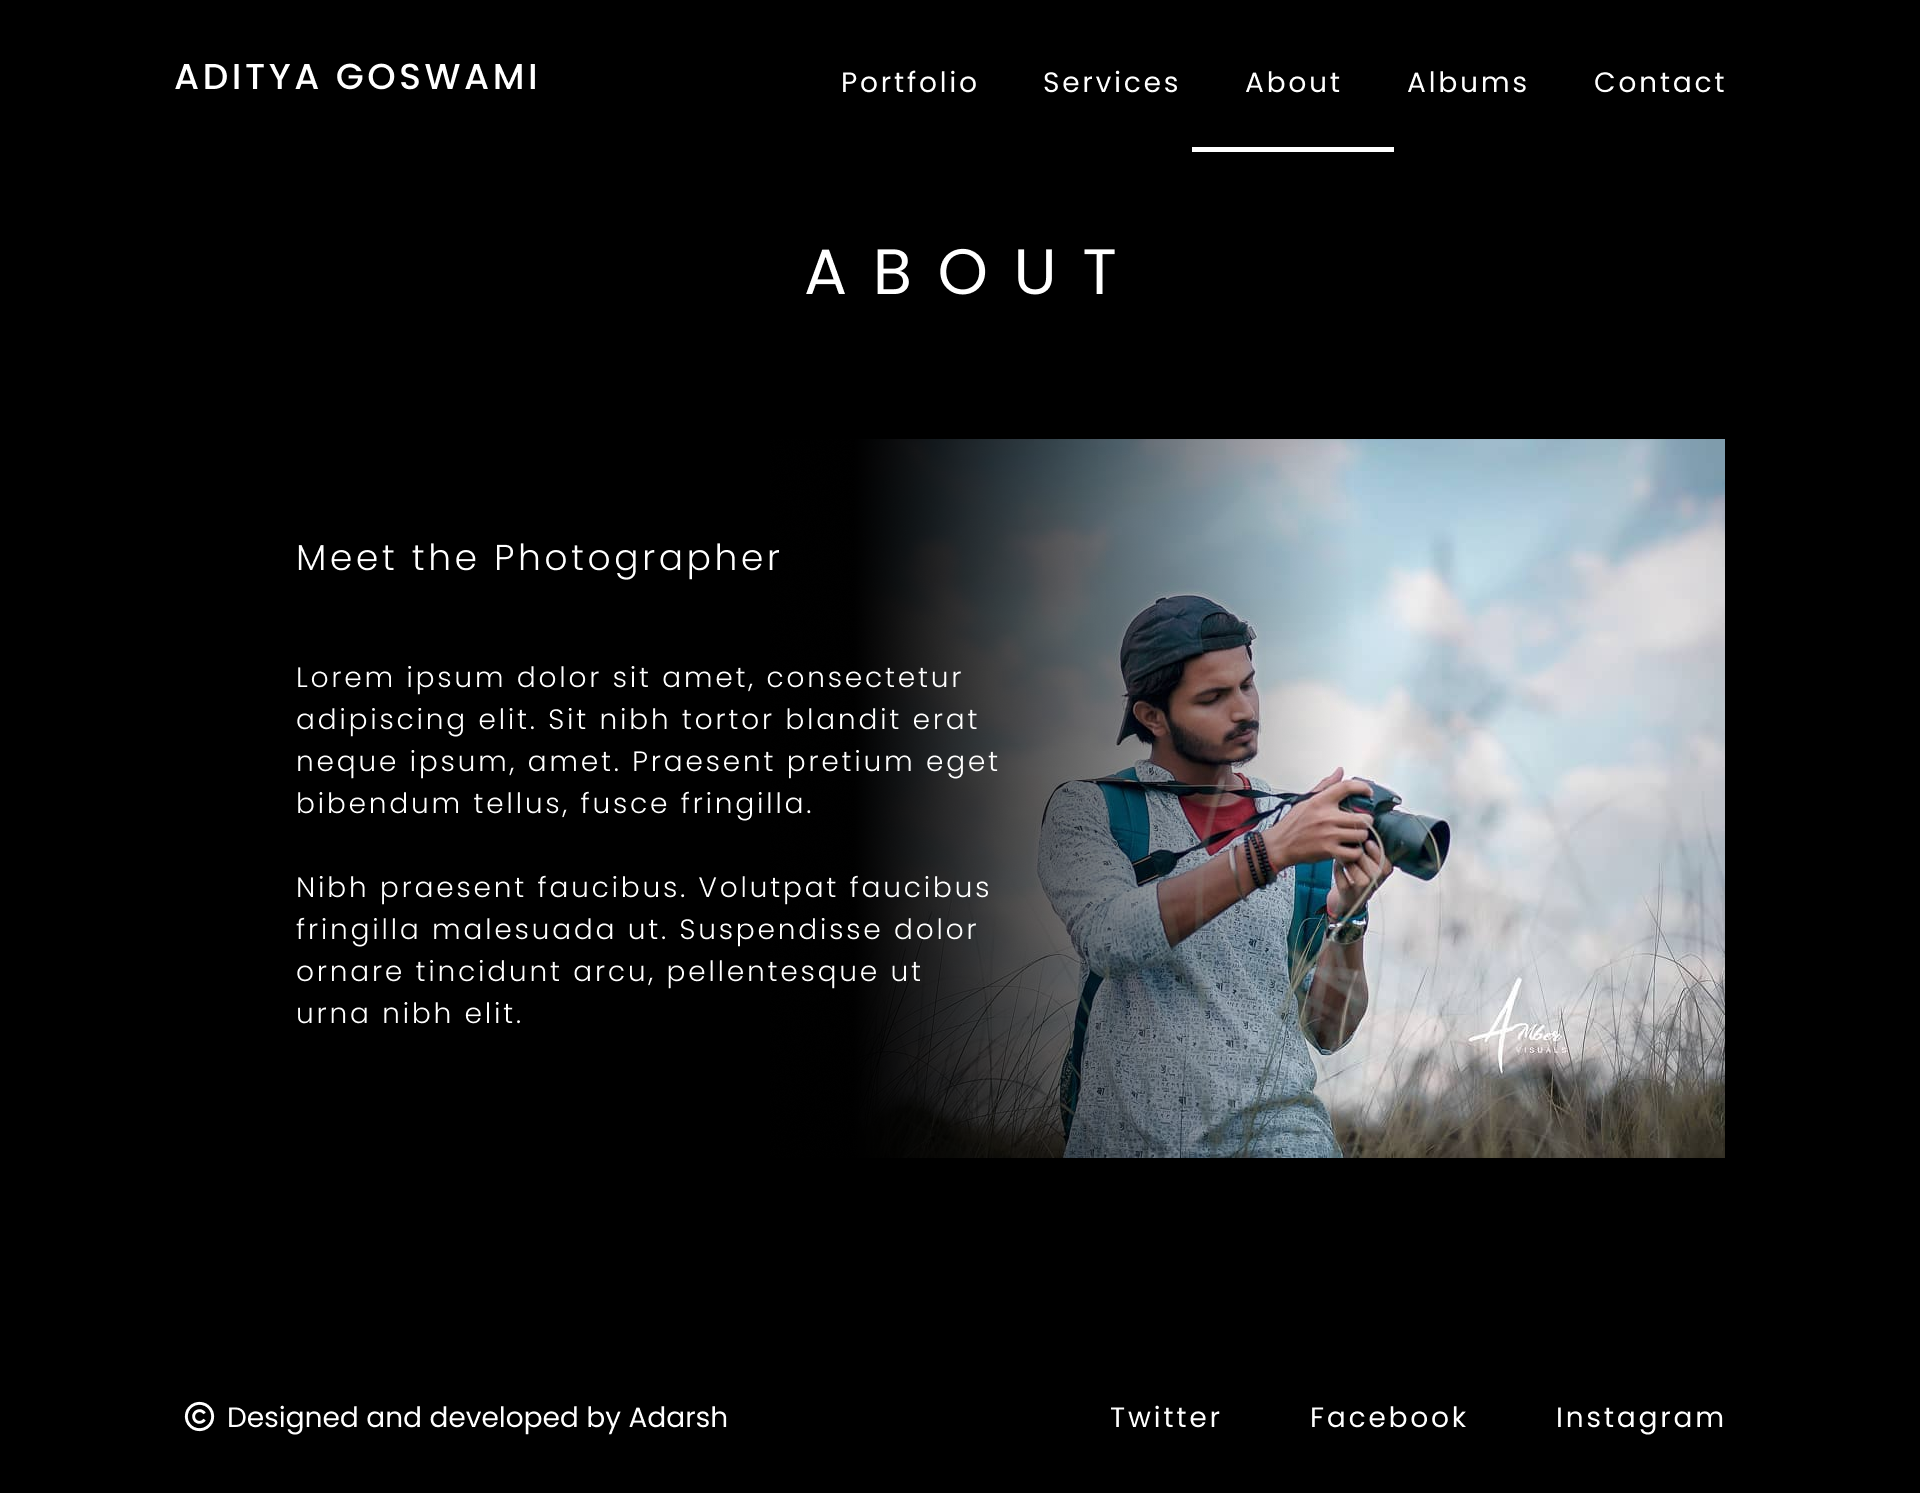 ADITYA GOSWAMI
Portfolio Services About Albums Contact
ABOUT
Meet the Photographer
Lorem ipsum dolor sit amet, consectetur
adipiscing elit. Sit nibh tortor blandit erat
neque ipsum, amet. Praesent pretium eget
bibendum tellus, fusce fringilla.
Nibh praesent faucibus. Volutpat faucibus
fringilla malesuada ut. Suspendisse dolor
ornare tincidunt arcu, pellentesque ut
urna nibh elit.
Amber
VISUALS
© Designed and developed by Adarsh
Twitter Facebook Instagram